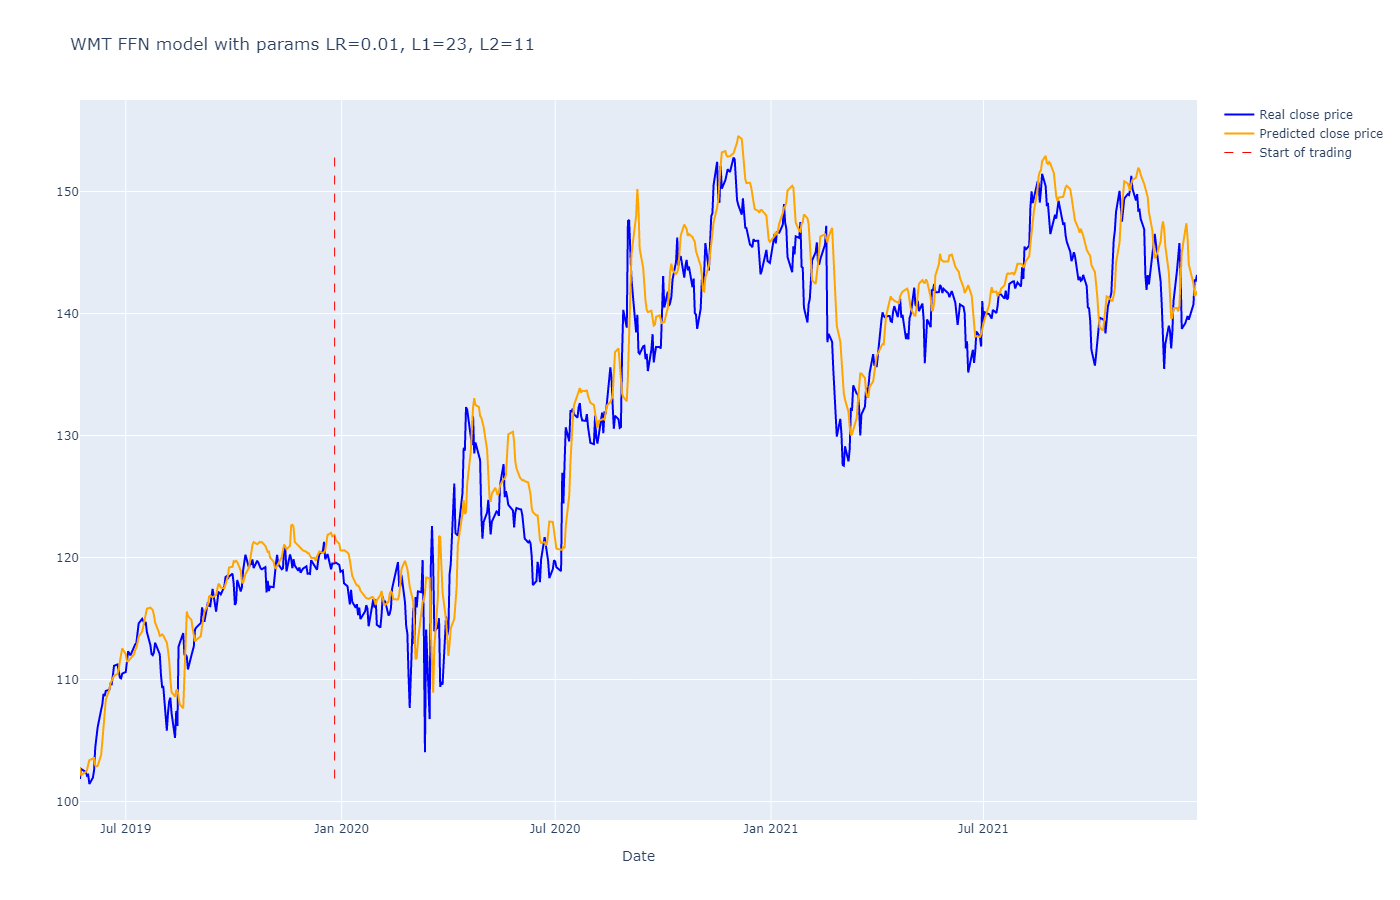 WMT FFN model with params LR=0.01, L1=23, L2=11
Real close price
Predicted close price
Start of trading
150
140
130
120
110
100
Jul 2019
Jan 2020
Jul 2020
Jan 2021
Jul 2021
Date